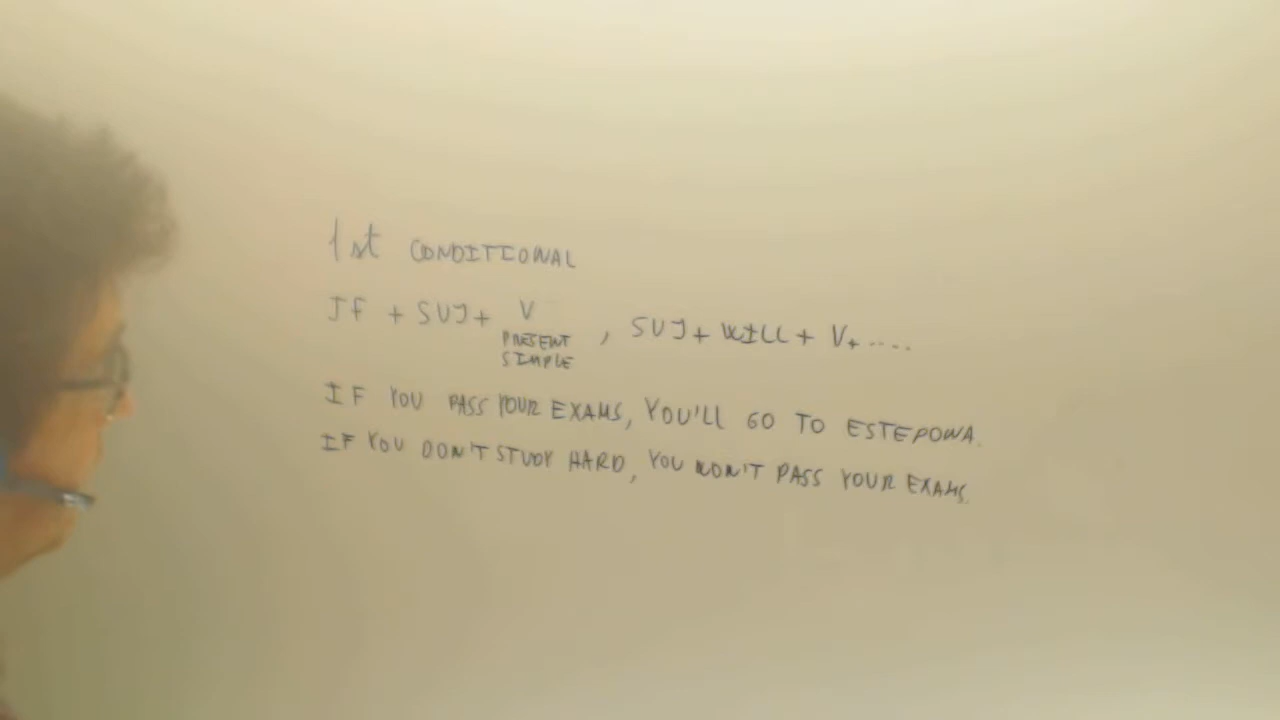 1st CONDITIONAL
IF + SUJ + V , SUJ + WILL + V + ....
PRESENT
SIMPLE
IF YOU PASS YOUR EXAMS, YOU'LL GO TO ESTEPONA.
IF YOU DON'T STUDY HARD, YOU WON'T PASS YOUR EXAMS.